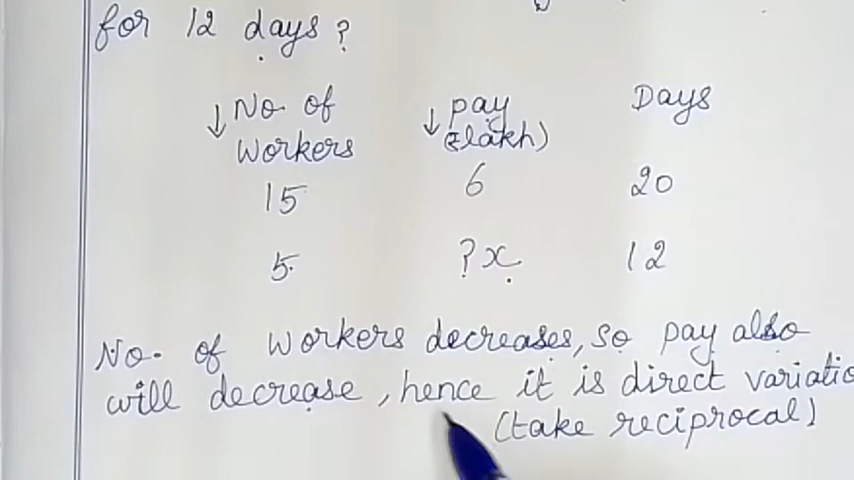 for 12 days?
↓ No. of ↓ pay Days
workers (₹lakh)
15 6 20
5 ?x 12
No. of workers decreases, so pay also
will decrease, hence it is direct variatio
(take reciprocal)